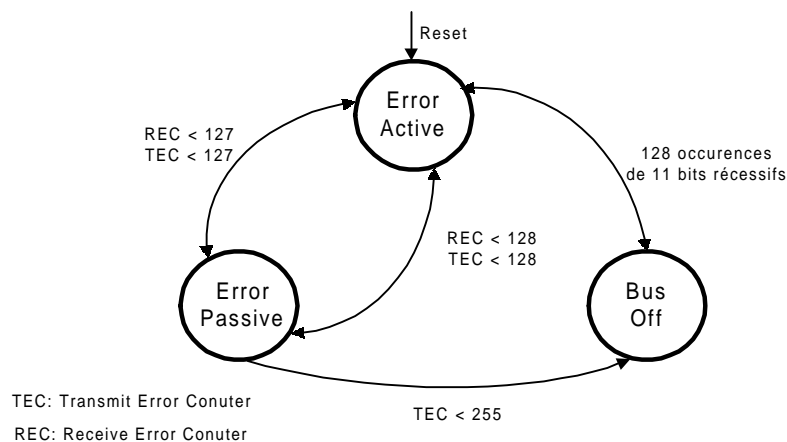 Reset
Error
Active
REC < 127
TEC < 127
128 occurences
de 11 bits récessifs
REC < 128
TEC < 128
Error
Passive
Bus
Off
TEC: Transmit Error Conuter
TEC < 255
REC: Receive Error Conuter